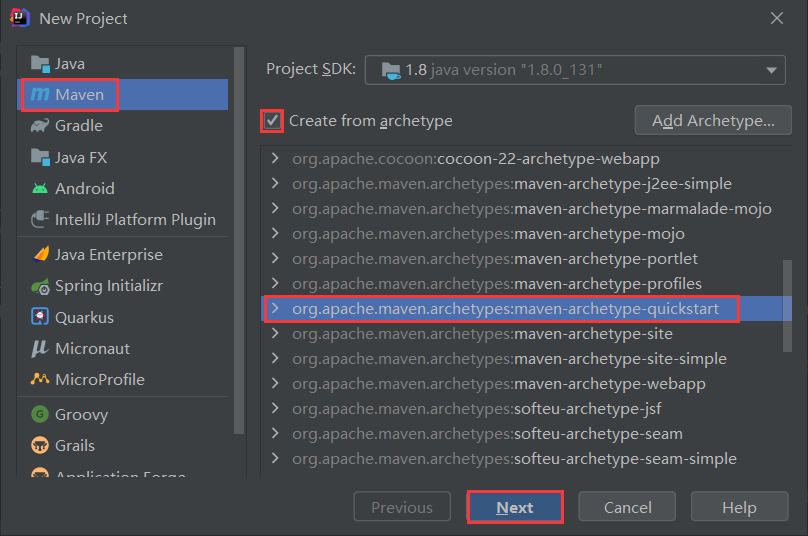 New Project
Java
Maven
Gradle
Java FX
Android
IntelliJ Platform Plugin
Java Enterprise
Spring Initializr
Quarkus
Micronaut
MicroProfile
Groovy
Grails
Application Forge
Project SDK: 1.8 java version "1.8.0_131"
Create from archetype
Add Archetype...
org.apache.cocoon:cocoon-22-archetype-webapp
org.apache.maven.archetypes:maven-archetype-j2ee-simple
org.apache.maven.archetypes:maven-archetype-marmalade-mojo
org.apache.maven.archetypes:maven-archetype-mojo
org.apache.maven.archetypes:maven-archetype-portlet
org.apache.maven.archetypes:maven-archetype-profiles
org.apache.maven.archetypes:maven-archetype-quickstart
org.apache.maven.archetypes:maven-archetype-site
org.apache.maven.archetypes:maven-archetype-site-simple
org.apache.maven.archetypes:maven-archetype-webapp
org.apache.maven.archetypes:softeu-archetype-jsf
org.apache.maven.archetypes:softeu-archetype-seam
org.apache.maven.archetypes:softeu-archetype-seam-simple
Previous
Next
Cancel
Help